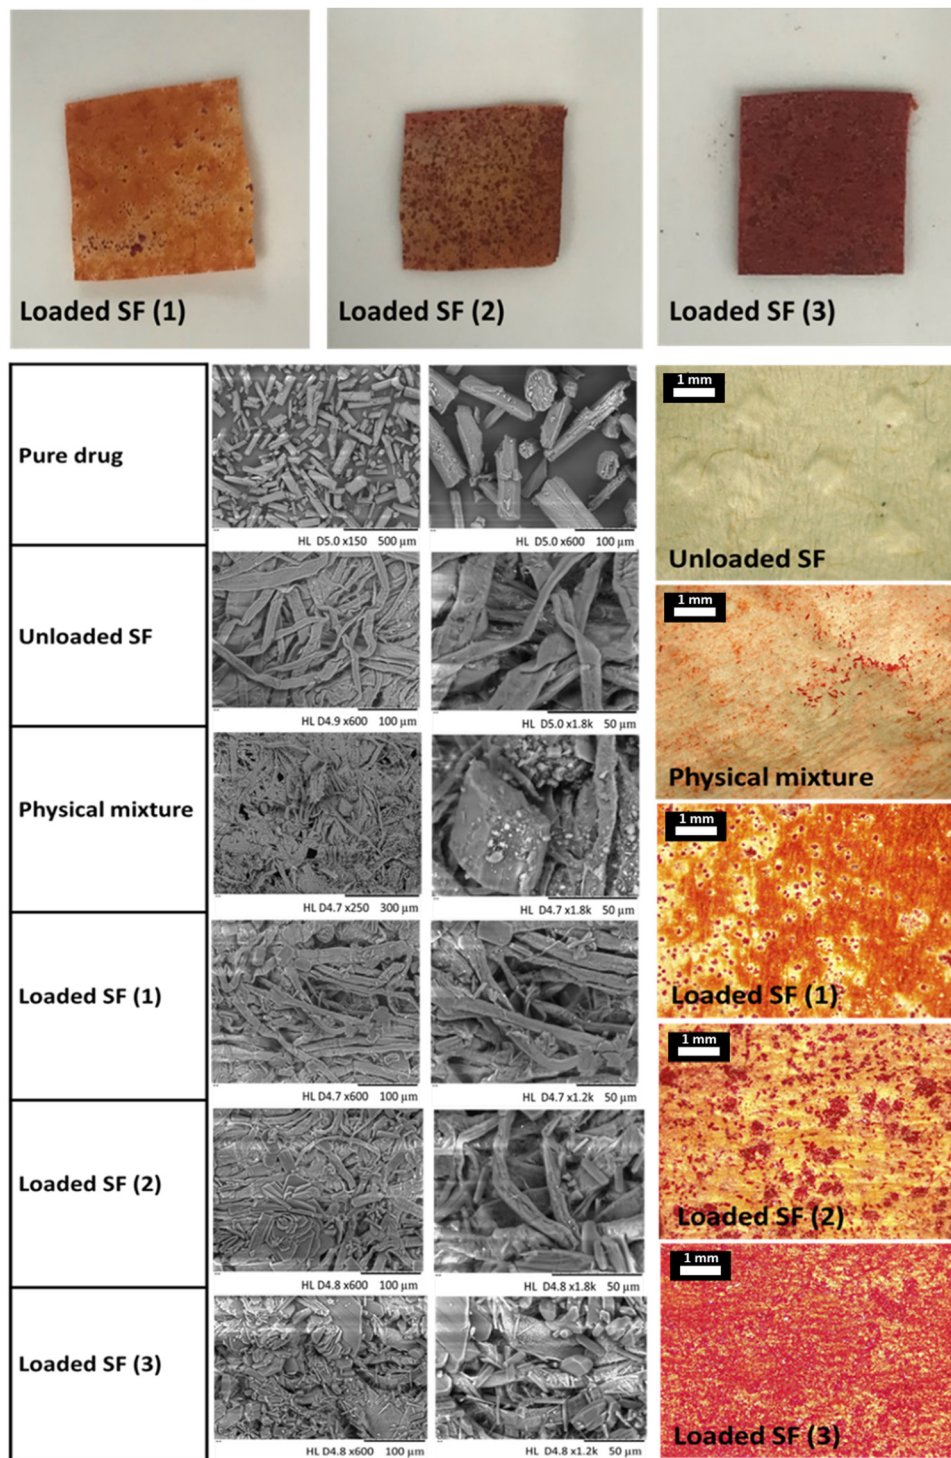 Loaded SF (1)
Loaded SF (2)
Loaded SF (3)
Pure drug
HL D5.0 x150 500 µm
HL D5.0 x600 100 µm
Unloaded SF
HL D4.9 x600 100 µm
HL D5.0 x1.8k 50 µm
Physical mixture
HL D4.7 x250 300 µm
HL D4.7 x1.8k 50 µm
Loaded SF (1)
HL D4.7 x600 100 µm
HL D4.7 x1.2k 50 µm
Loaded SF (2)
HL D4.8 x600 100 µm
HL D4.8 x1.8k 50 µm
Loaded SF (3)
HL D4.8 x600 100 µm
HL D4.8 x1.2k 50 µm
1 mm
Unloaded SF
1 mm
Physical mixture
1 mm
Loaded SF (1)
1 mm
Loaded SF (2)
1 mm
Loaded SF (3)